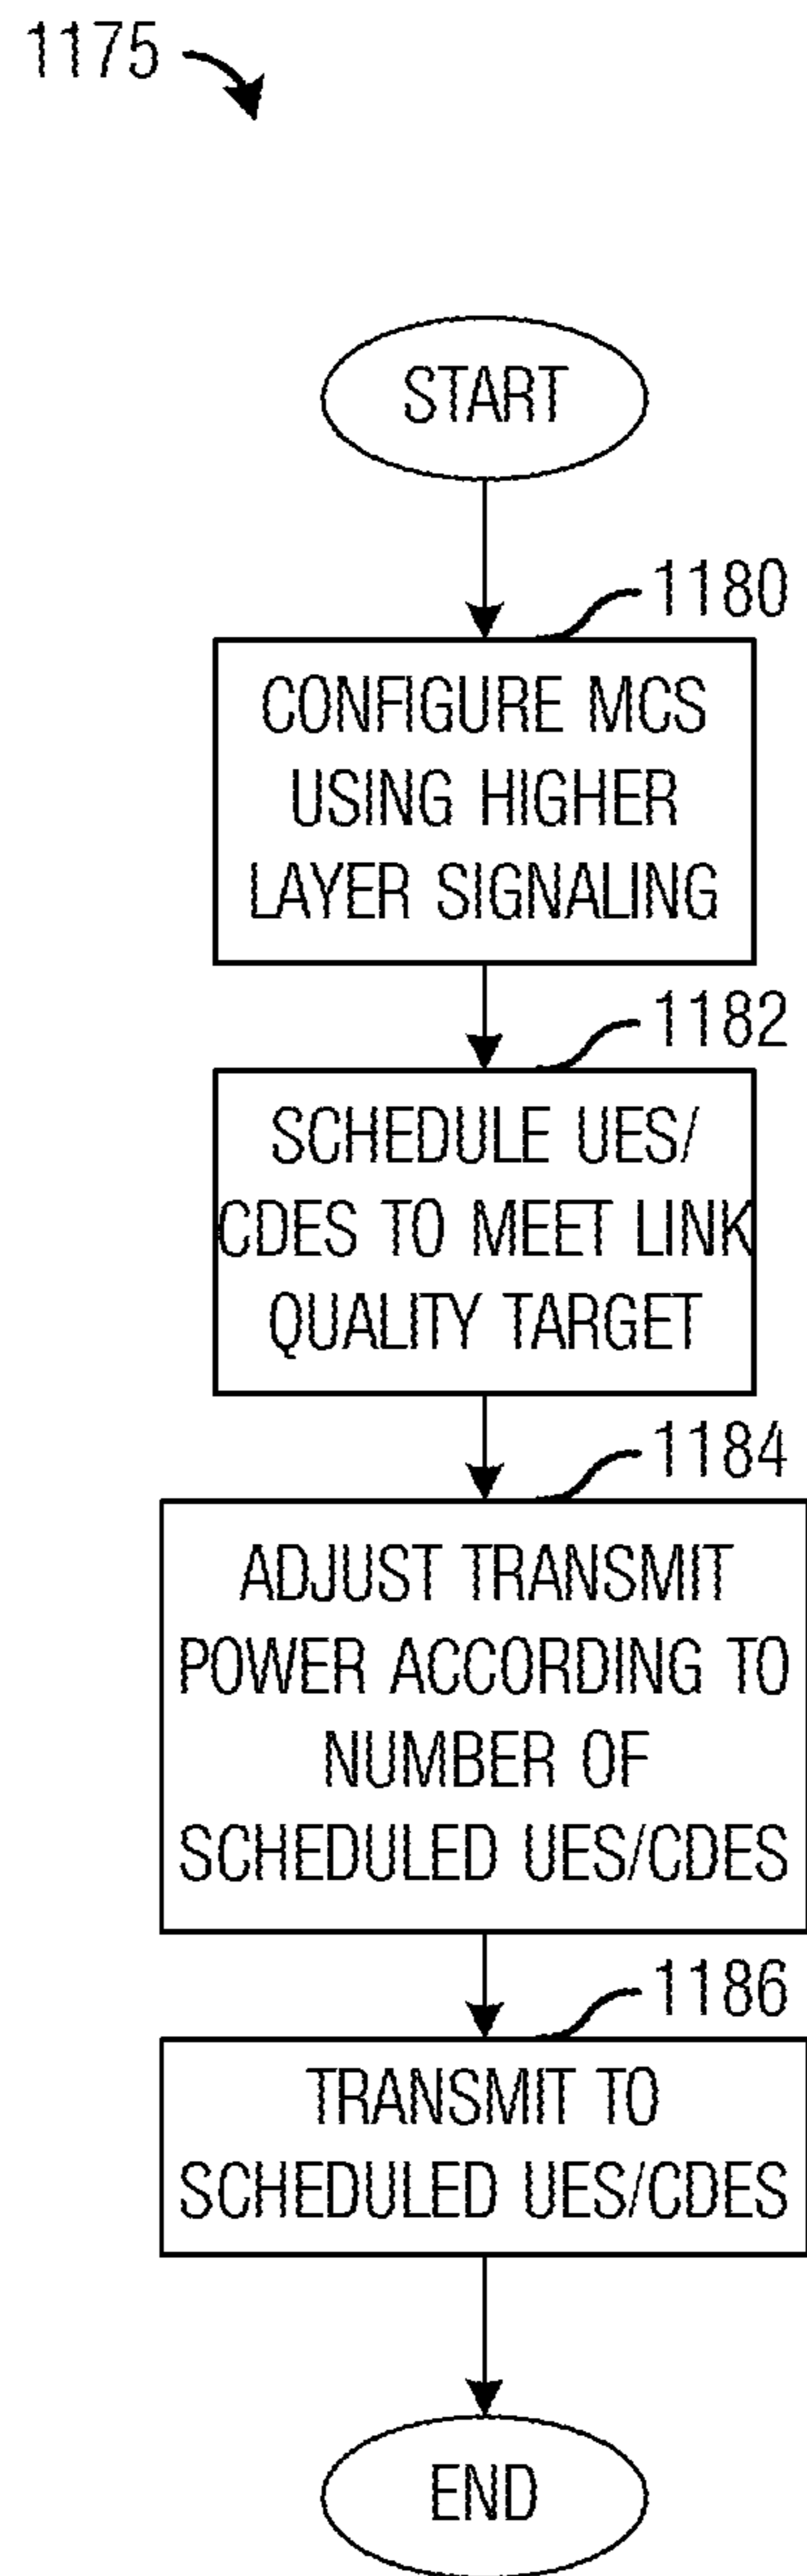 1175
START
1180
CONFIGURE MCS
USING HIGHER
LAYER SIGNALING
1182
SCHEDULE UES/
CDES TO MEET LINK
QUALITY TARGET
1184
ADJUST TRANSMIT
POWER ACCORDING TO
NUMBER OF
SCHEDULED UES/CDES
1186
TRANSMIT TO
SCHEDULED UES/CDES
END